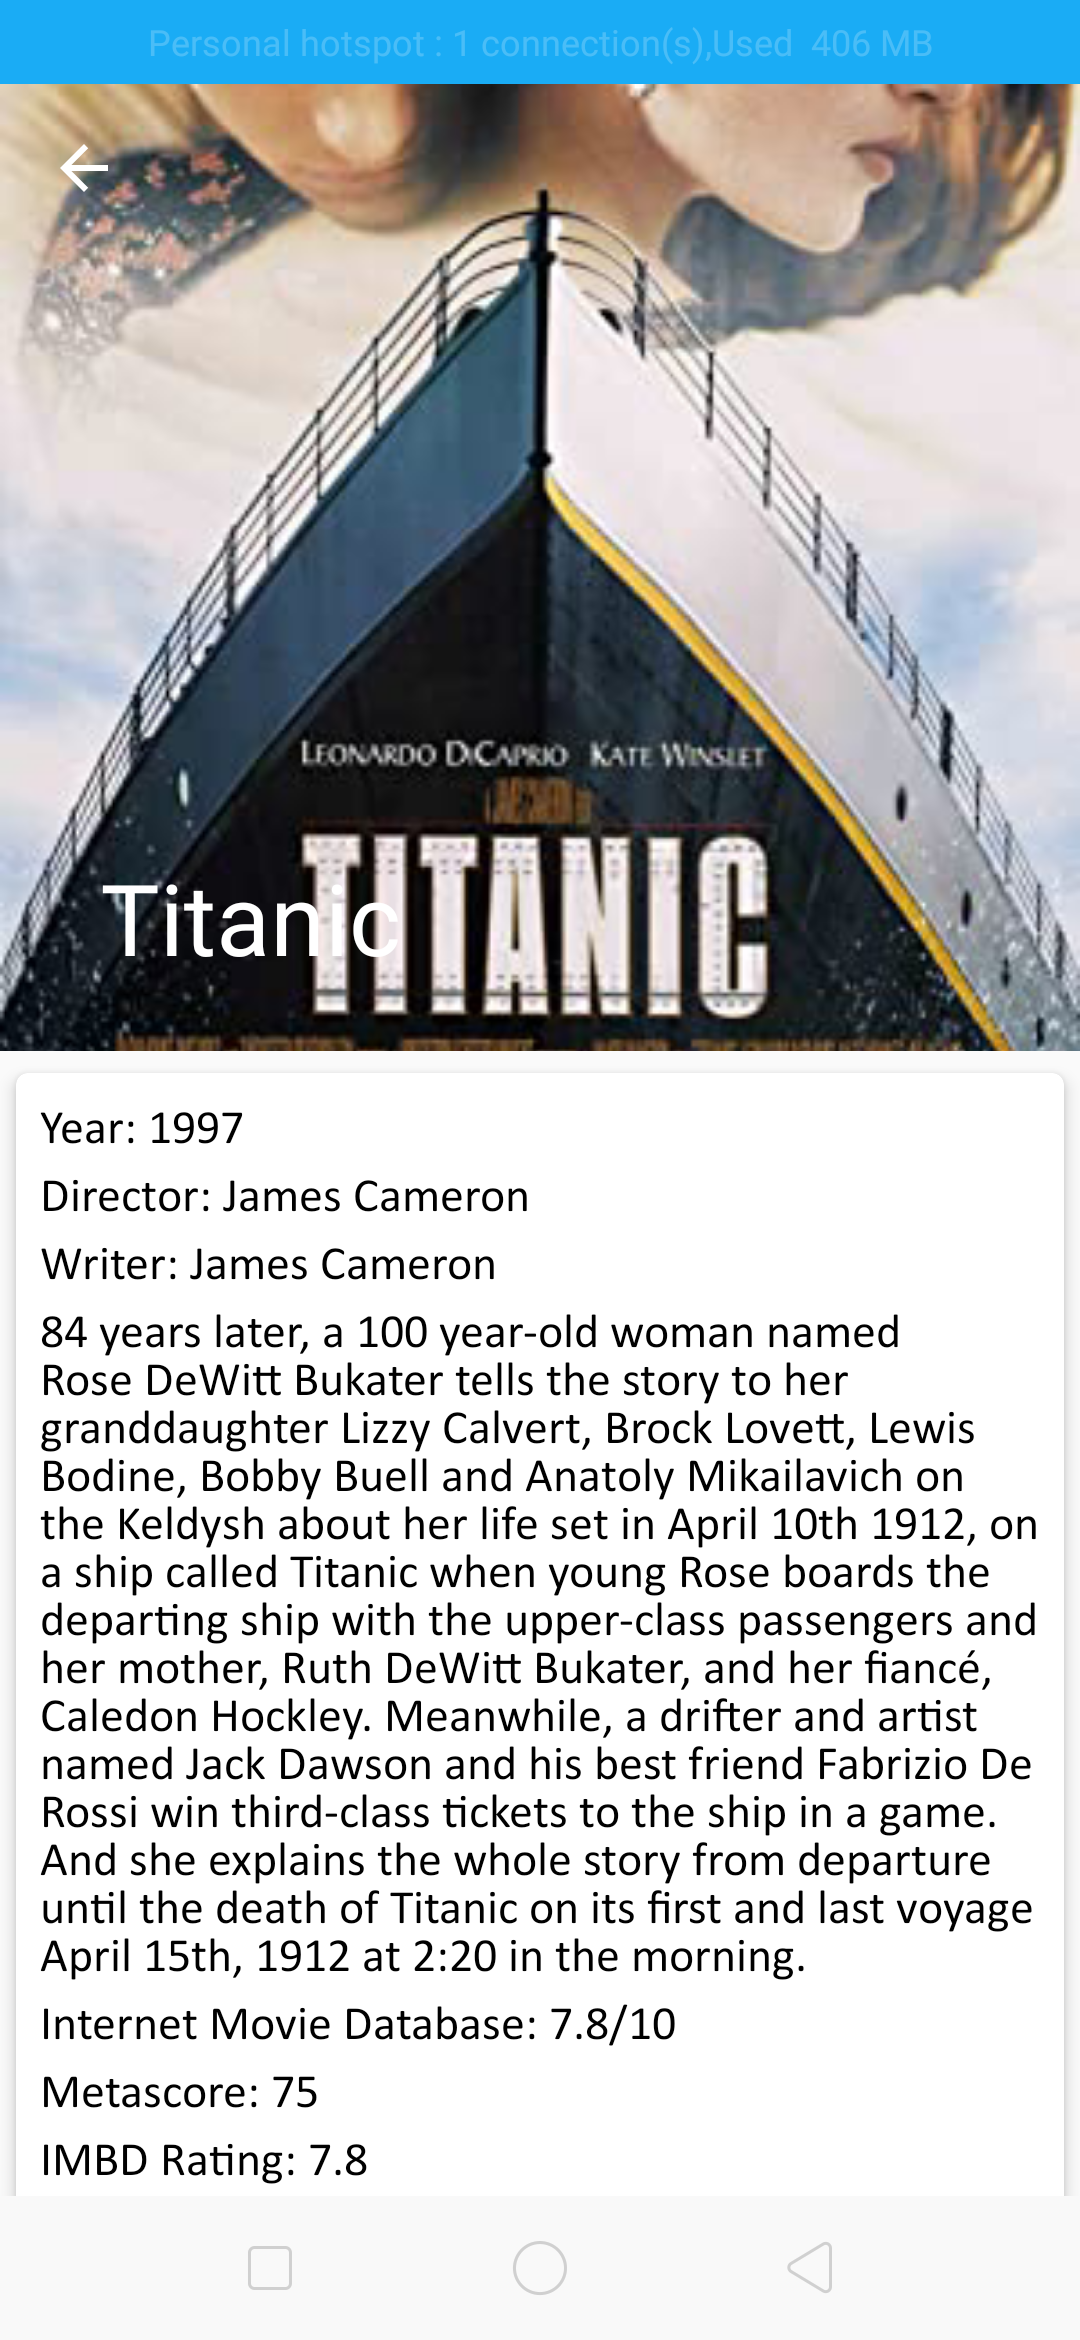 Personal hotspot : 1 connection(s),Used 406 MB
LEONARDO DICAPRIO KATE WINSLET
TITANIC
Titanic
Year: 1997
Director: James Cameron
Writer: James Cameron
84 years later, a 100 year-old woman named
Rose DeWitt Bukater tells the story to her
granddaughter Lizzy Calvert, Brock Lovett, Lewis
Bodine, Bobby Buell and Anatoly Mikailavich on
the Keldysh about her life set in April 10th 1912, on
a ship called Titanic when young Rose boards the
departing ship with the upper-class passengers and
her mother, Ruth DeWitt Bukater, and her fiancé,
Caledon Hockley. Meanwhile, a drifter and artist
named Jack Dawson and his best friend Fabrizio De
Rossi win third-class tickets to the ship in a game.
And she explains the whole story from departure
until the death of Titanic on its first and last voyage
April 15th, 1912 at 2:20 in the morning.
Internet Movie Database: 7.8/10
Metascore: 75
IMBD Rating: 7.8